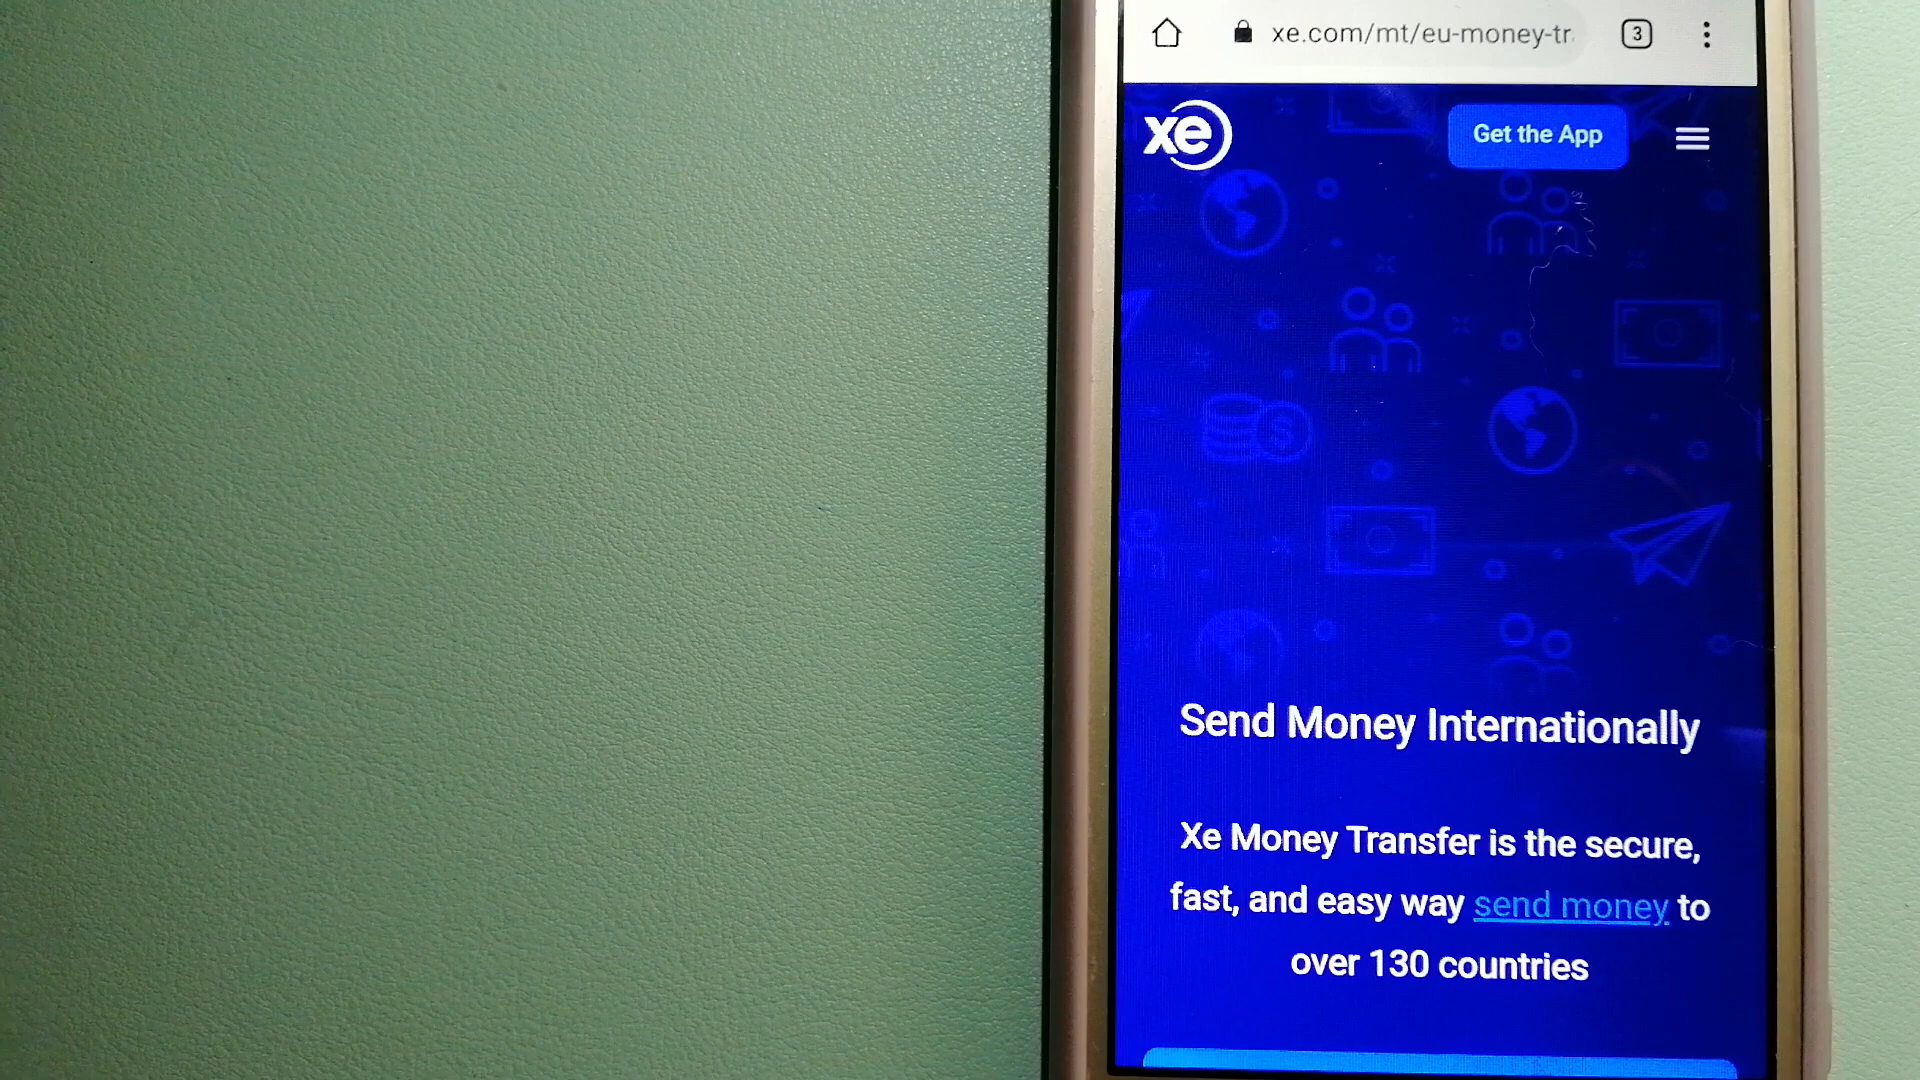 xe.com/mt/eu-money-tr
3
xe
Get the App
Send Money Internationally
Xe Money Transfer is the secure,
fast, and easy way send money to
over 130 countries